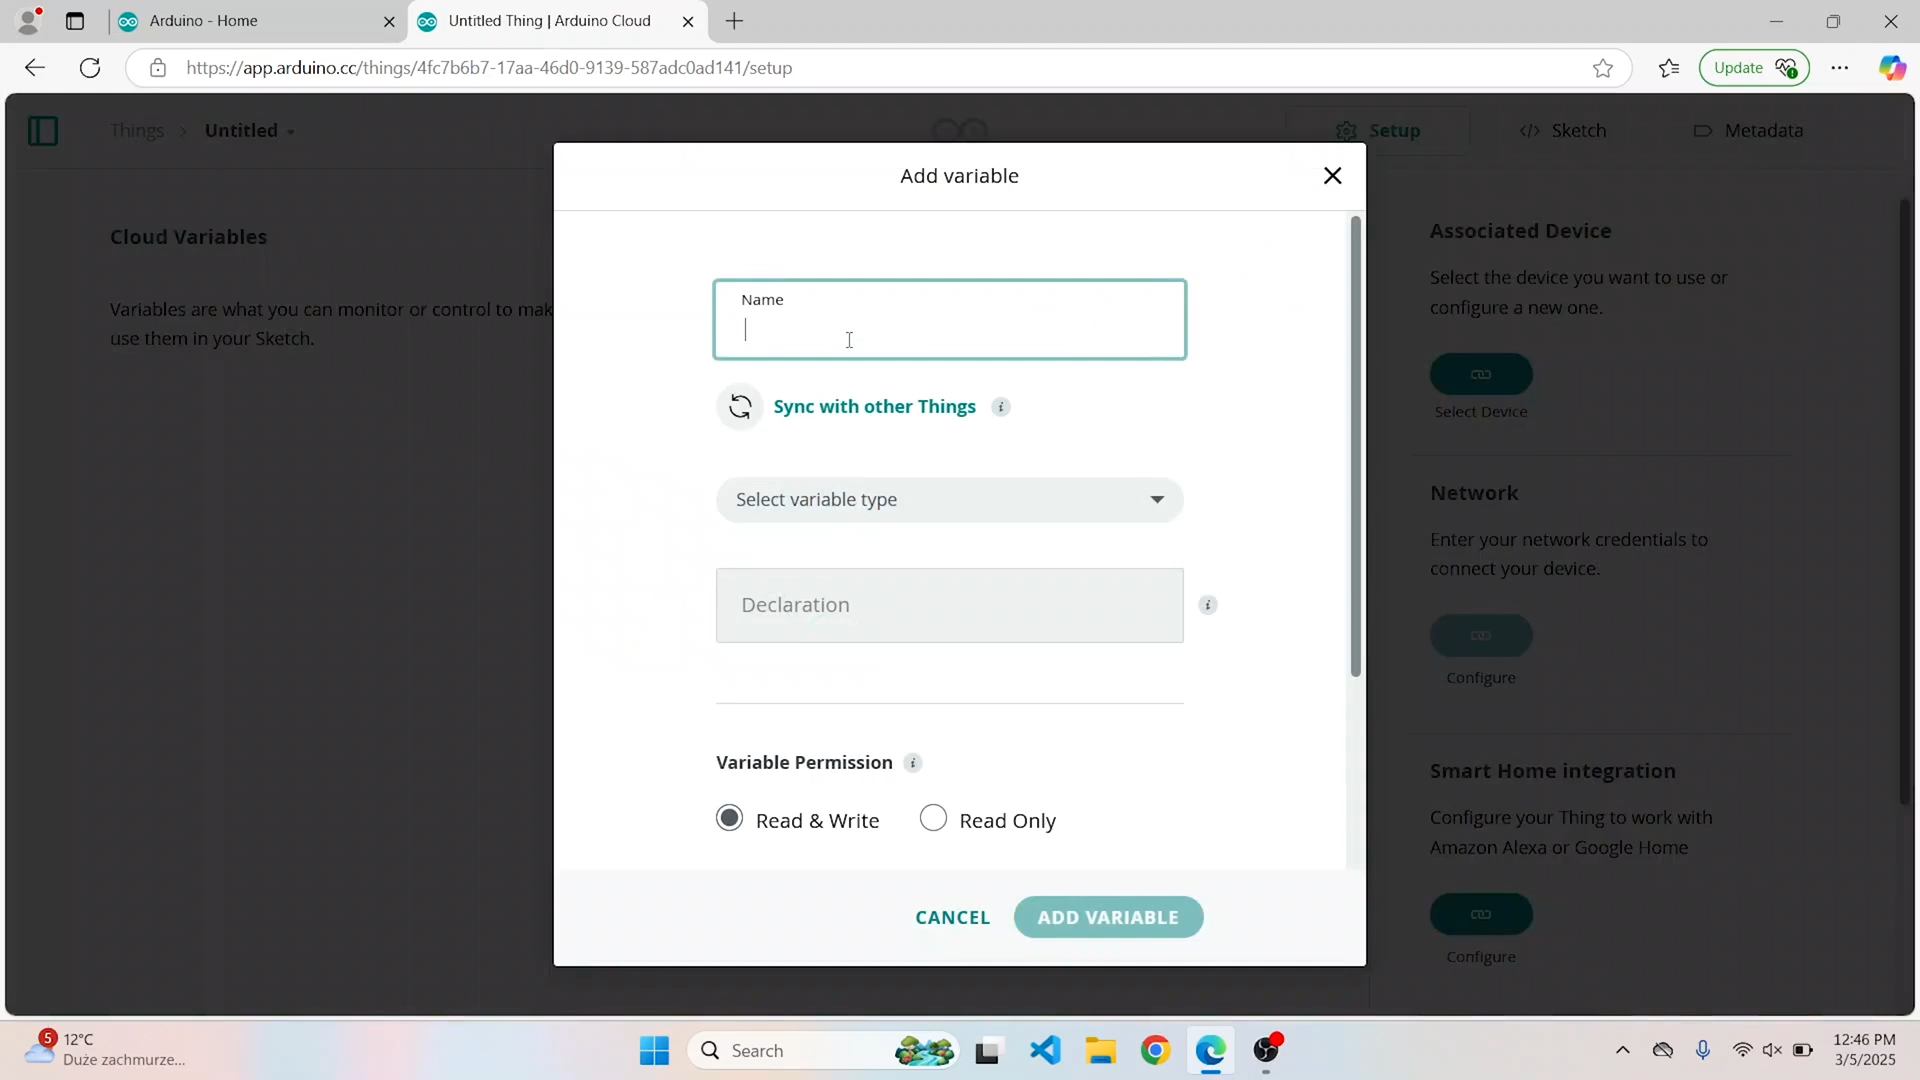 Arduino - Home
Untitled Thing | Arduino Cloud
https://app.arduino.cc/things/4fc7b6b7-17aa-46d0-9139-587adc0ad141/setup
Update
Things > Untitled
Setup
</> Sketch
Metadata
Add variable
Cloud Variables
Variables are what you can monitor or control to mak
use them in your Sketch.
Name
Sync with other Things i
Select variable type
Declaration
i
Variable Permission i
Read & Write
Read Only
CANCEL
ADD VARIABLE
Associated Device
Select the device you want to use or
configure a new one.
Select Device
Network
Enter your network credentials to
connect your device.
Configure
Smart Home integration
Configure your Thing to work with
Amazon Alexa or Google Home
Configure
5
12°C
Duże zachmurze...
Search
12:46 PM
3/5/2025